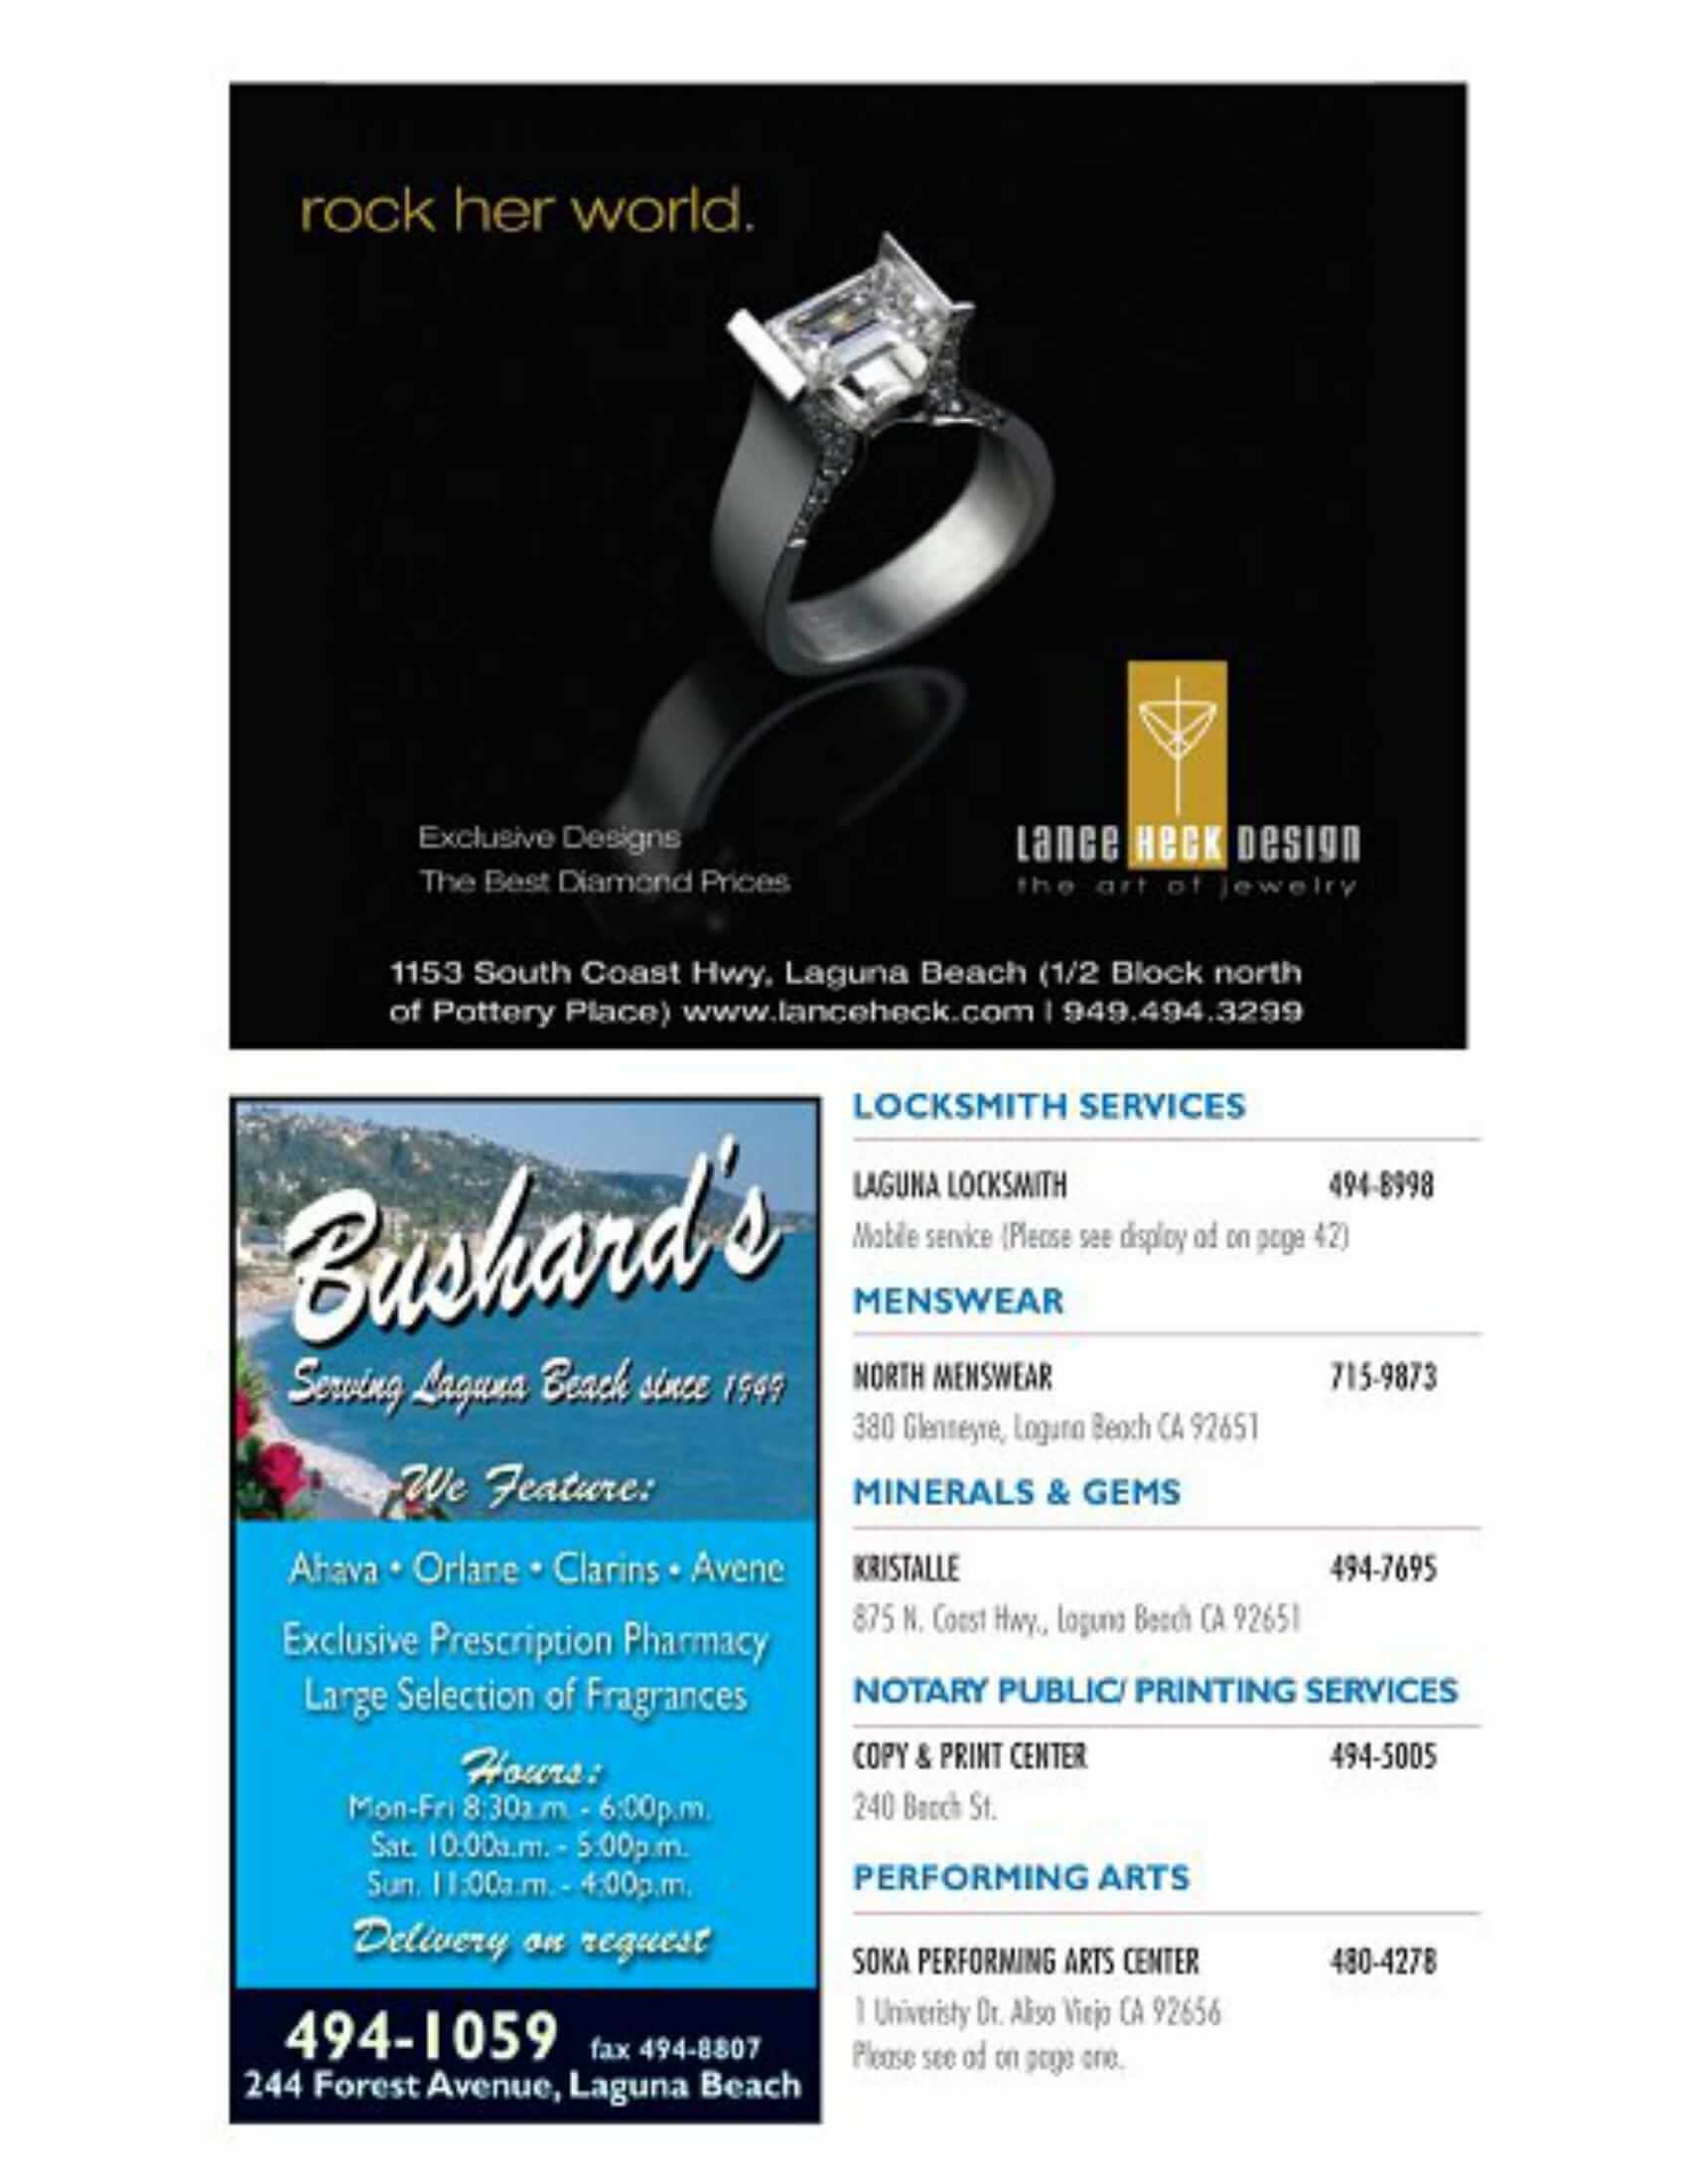 rock her world.
Exclusive Designs
The Best Diamond Prices
Lance Heck Design
the art of jewelry
1153 South Coast Hwy, Laguna Beach (1/2 Block north
of Pottery Place) www.lanceheck.com | 949.494.3299
Bushard's
Serving Laguna Beach since 1949
We Feature:
Ahava • Orlane • Clarins • Avene
Exclusive Prescription Pharmacy
Large Selection of Fragrances
Hours:
Mon-Fri 8:30a.m. - 6:00p.m.
Sat. 10:00a.m. - 5:00p.m.
Sun. 11:00a.m. - 4:00p.m.
Delivery on request
494-1059 fax 494-8807
244 Forest Avenue, Laguna Beach
LOCKSMITH SERVICES
LAGUNA LOCKSMITH 494-8998
Mobile service (Please see display ad on page 42)
MENSWEAR
NORTH MENSWEAR 715-9873
380 Glenneyre, Laguna Beach CA 92651
MINERALS & GEMS
KRISTALLE 494-7695
875 N. Coast Hwy., Laguna Beach CA 92651
NOTARY PUBLIC/ PRINTING SERVICES
COPY & PRINT CENTER 494-5005
240 Beach St.
PERFORMING ARTS
SOKA PERFORMING ARTS CENTER 480-4278
1 Univeristy Dr. Aliso Viejo CA 92656
Please see ad on page one.